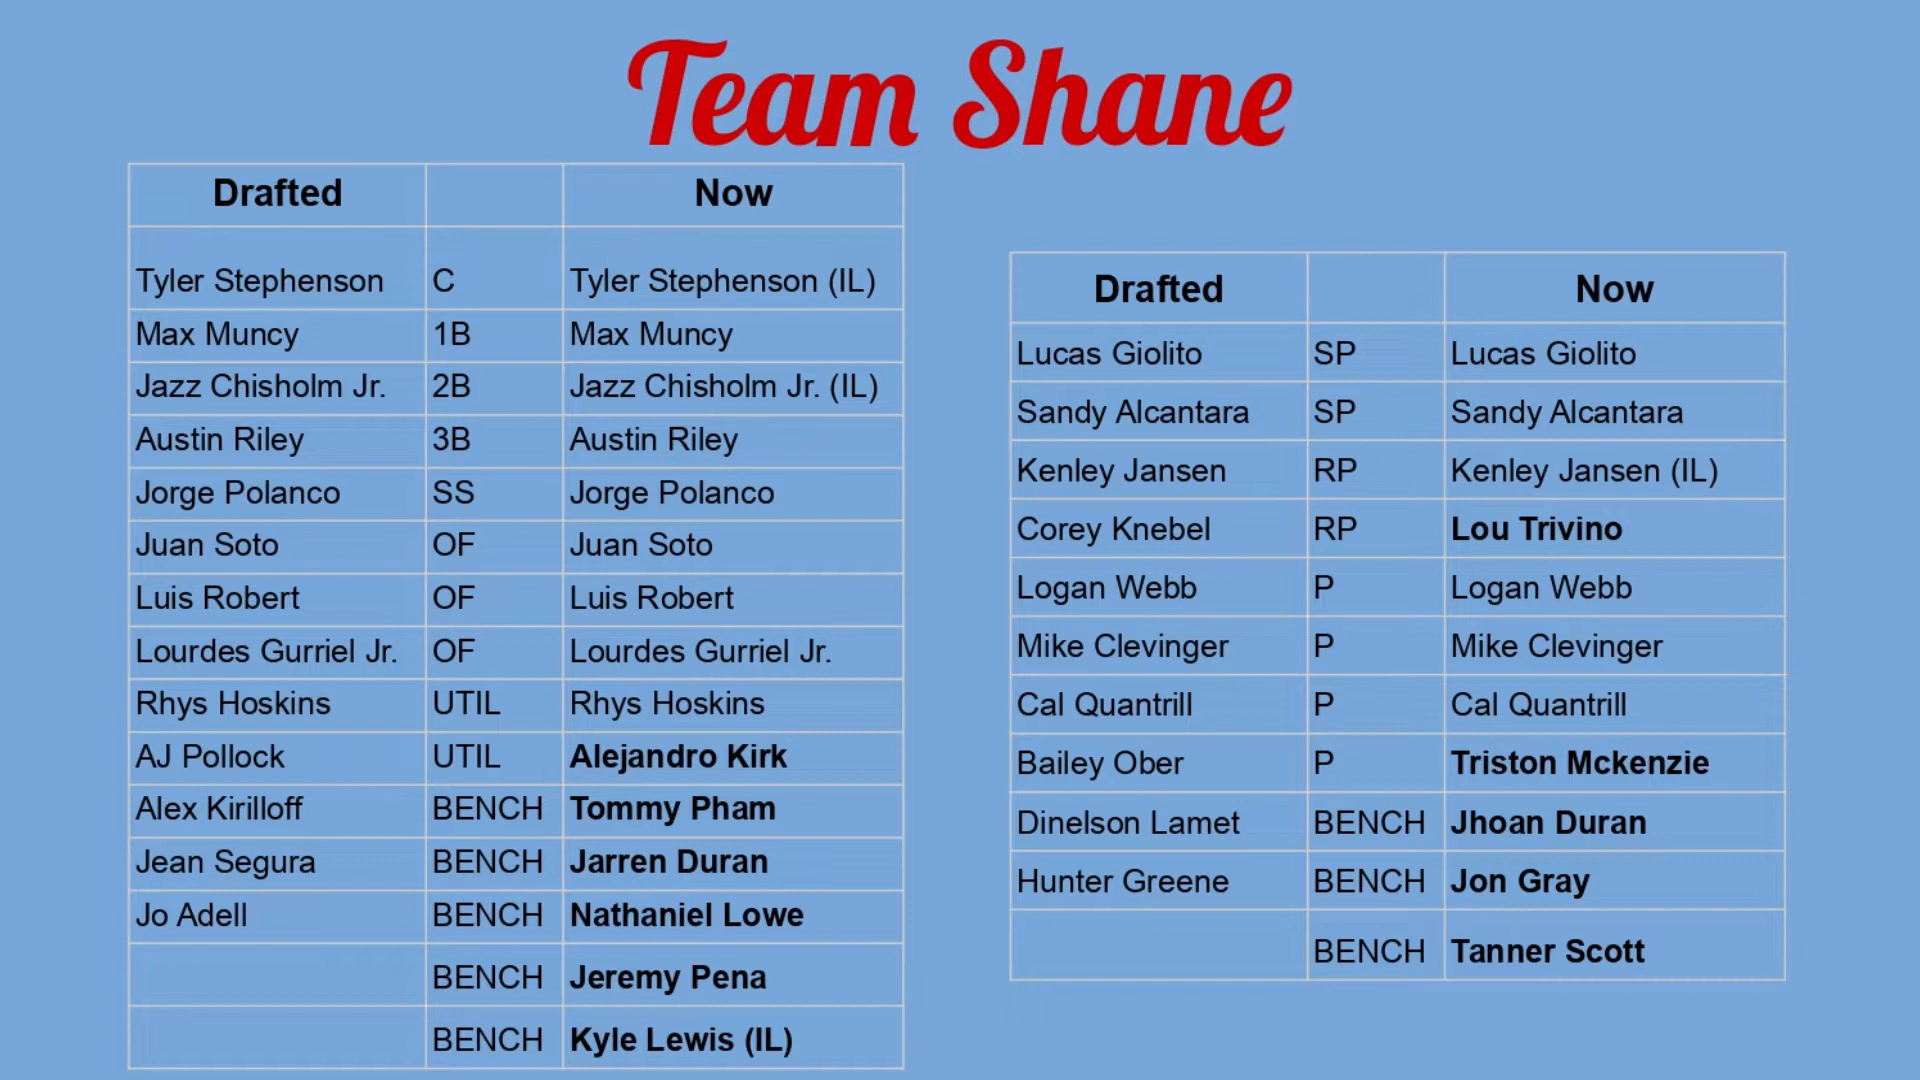 Team Shane
Drafted Now
Tyler Stephenson C Tyler Stephenson (IL)
Max Muncy 1B Max Muncy
Jazz Chisholm Jr. 2B Jazz Chisholm Jr. (IL)
Austin Riley 3B Austin Riley
Jorge Polanco SS Jorge Polanco
Juan Soto OF Juan Soto
Luis Robert OF Luis Robert
Lourdes Gurriel Jr. OF Lourdes Gurriel Jr.
Rhys Hoskins UTIL Rhys Hoskins
AJ Pollock UTIL Alejandro Kirk
Alex Kirilloff BENCH Tommy Pham
Jean Segura BENCH Jarren Duran
Jo Adell BENCH Nathaniel Lowe
BENCH Jeremy Pena
BENCH Kyle Lewis (IL)
Drafted Now
Lucas Giolito SP Lucas Giolito
Sandy Alcantara SP Sandy Alcantara
Kenley Jansen RP Kenley Jansen (IL)
Corey Knebel RP Lou Trivino
Logan Webb P Logan Webb
Mike Clevinger P Mike Clevinger
Cal Quantrill P Cal Quantrill
Bailey Ober P Triston Mckenzie
Dinelson Lamet BENCH Jhoan Duran
Hunter Greene BENCH Jon Gray
BENCH Tanner Scott